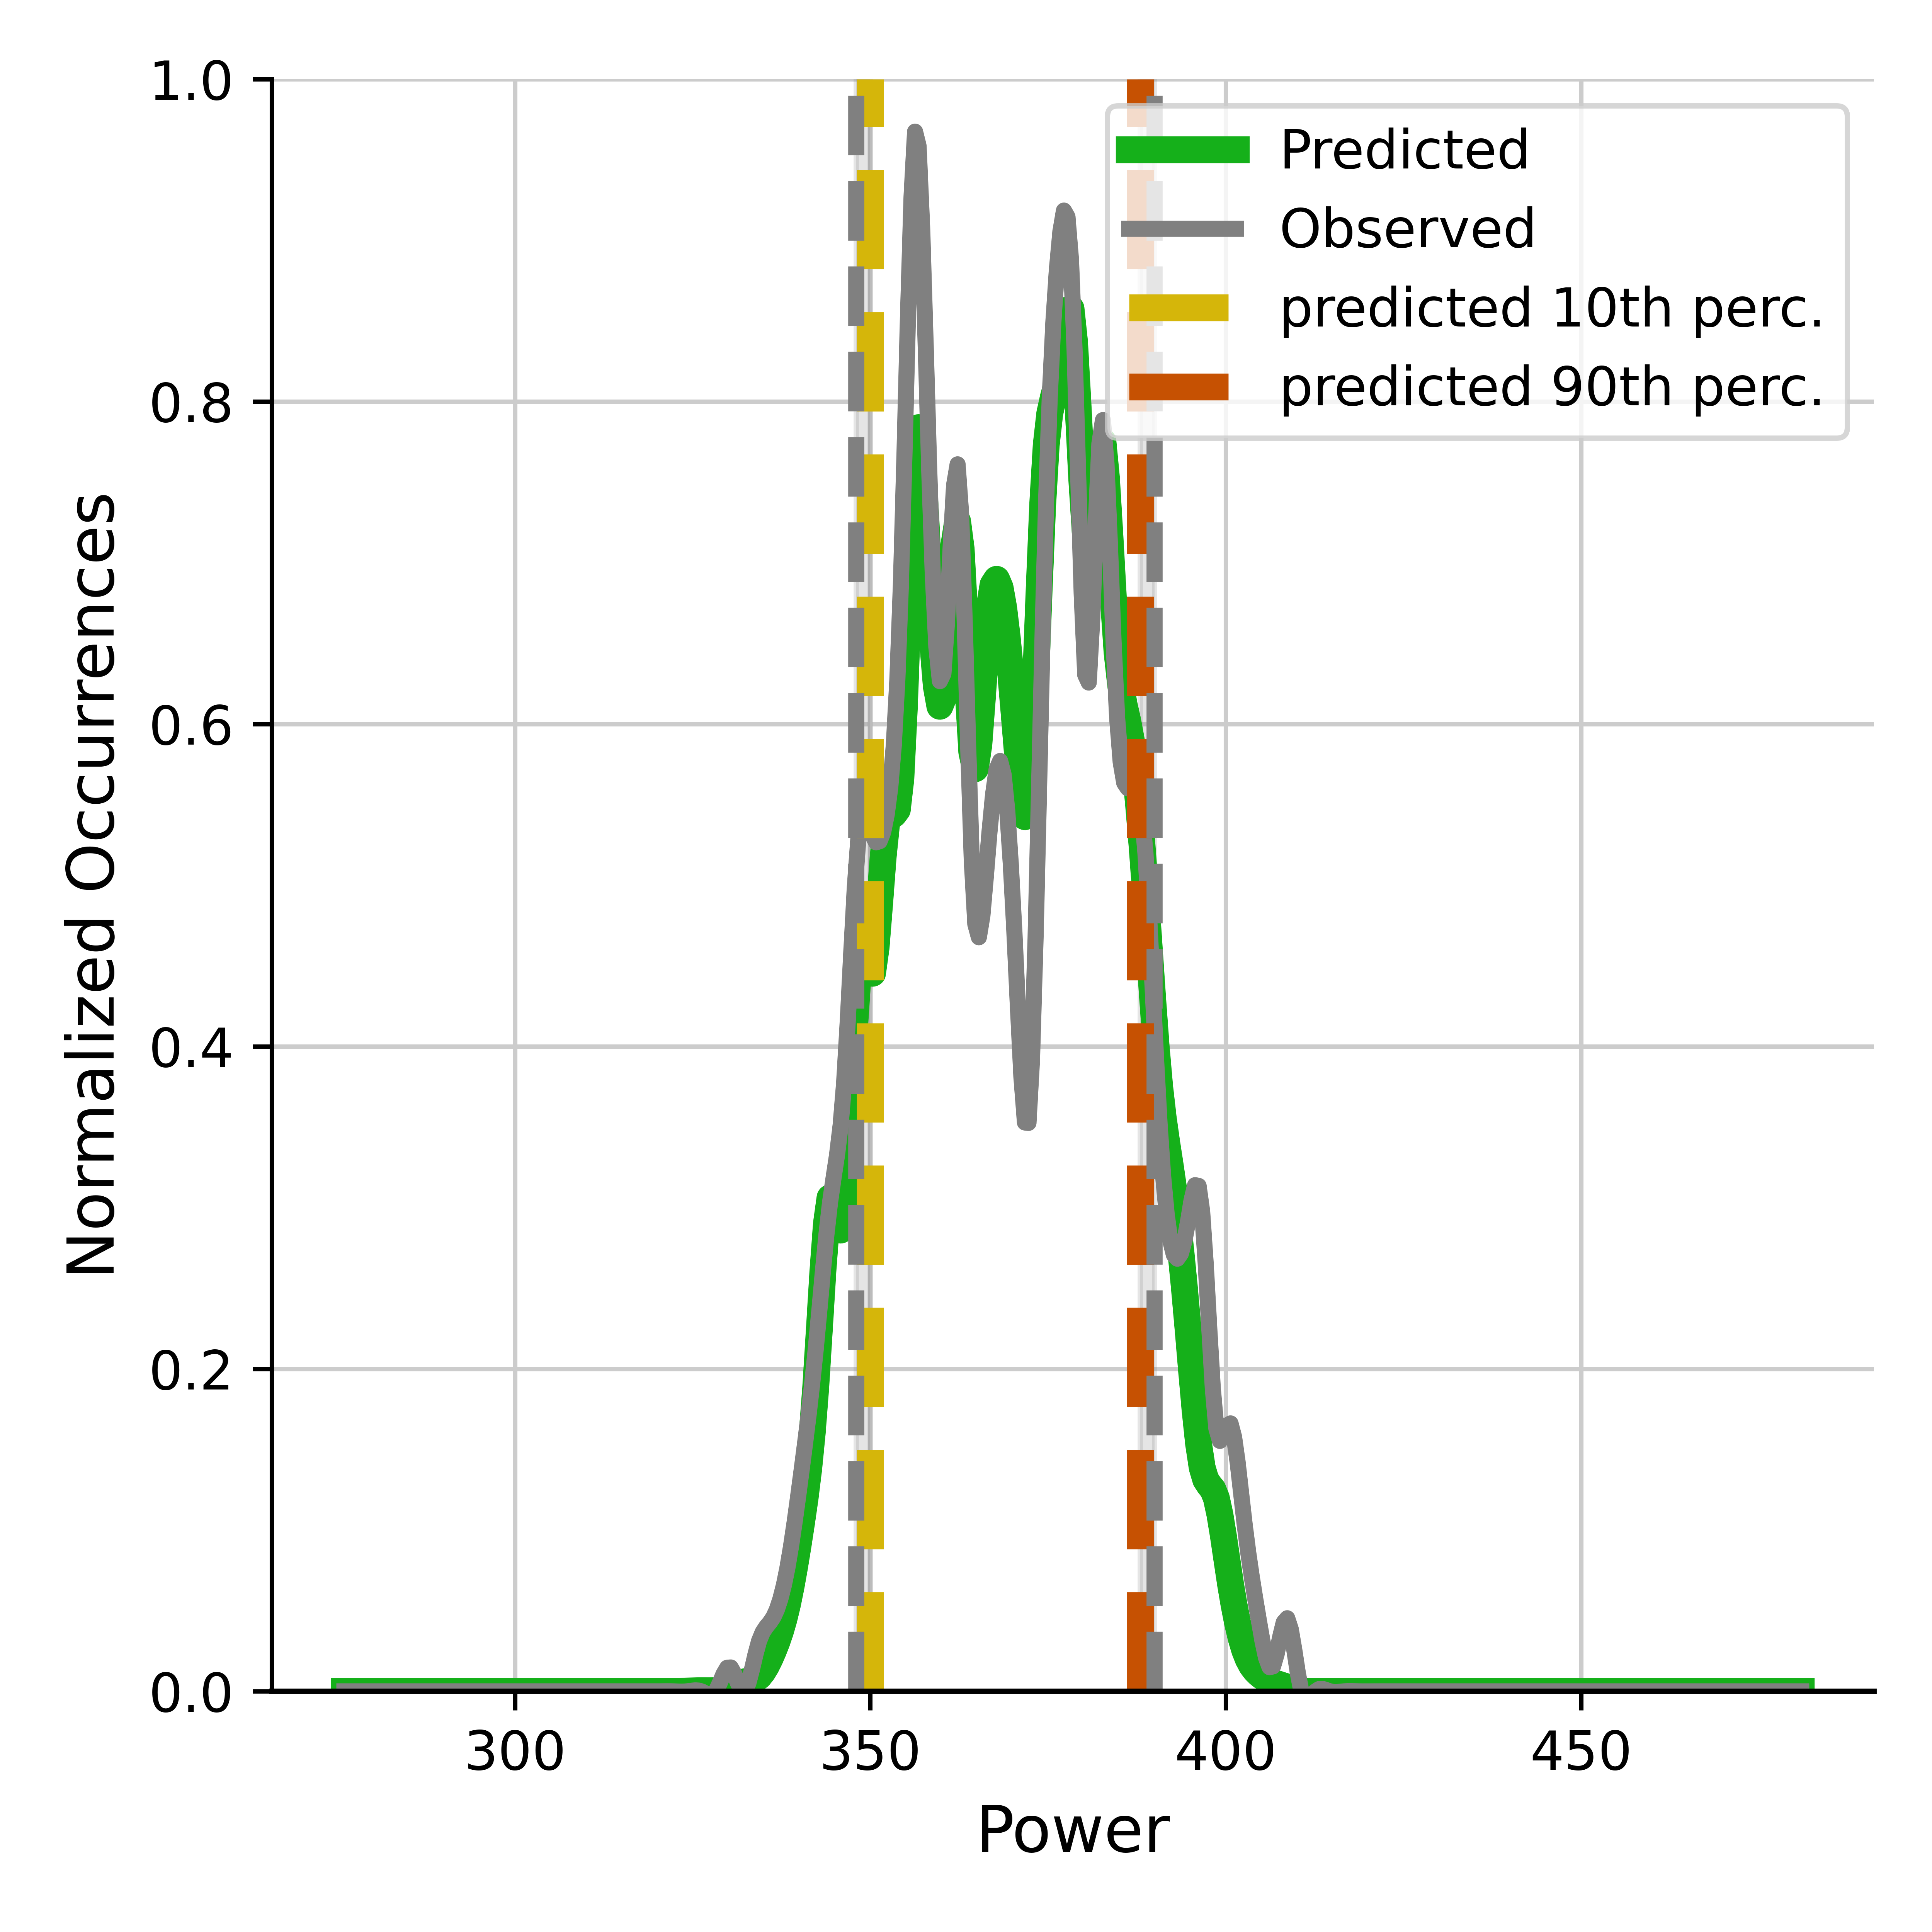 1.0
0.8
0.6
0.4
0.2
0.0
Normalized Occurrences
Predicted
Observed
predicted 10th perc.
predicted 90th perc.
300 350 400 450
Power